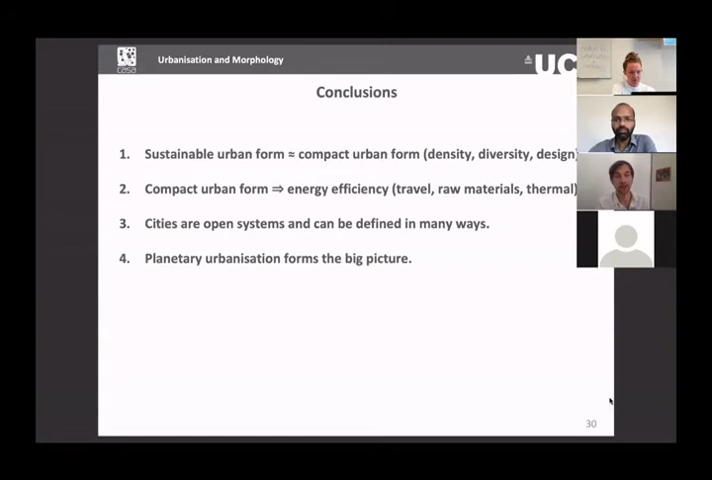 casa
Urbanisation and Morphology
UC
Conclusions
1. Sustainable urban form ≈ compact urban form (density, diversity, design)
2. Compact urban form ⇒ energy efficiency (travel, raw materials, thermal)
3. Cities are open systems and can be defined in many ways.
4. Planetary urbanisation forms the big picture.
30